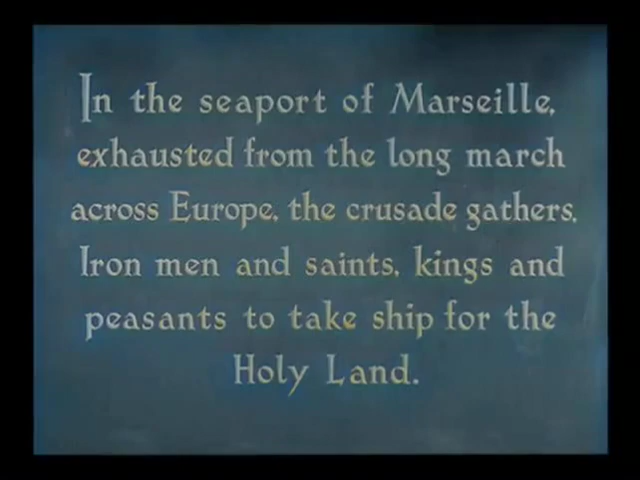 In the seaport of Marseille,
exhausted from the long march
across Europe, the crusade gathers,
Iron men and saints, kings and
peasants to take ship for the
Holy Land.